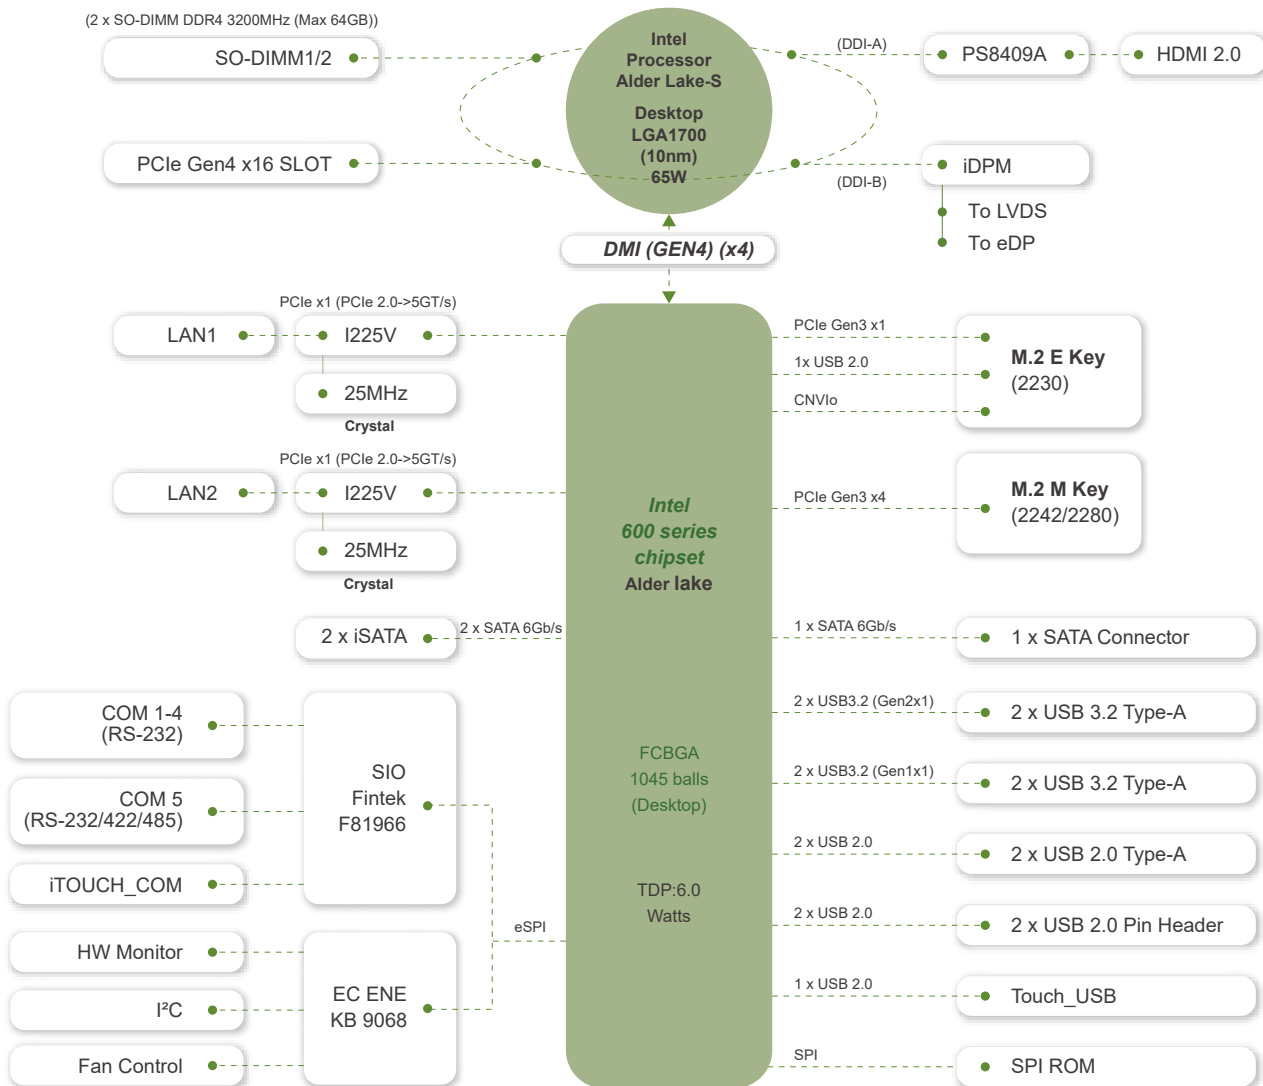 (2 x SO-DIMM DDR4 3200MHz (Max 64GB))
SO-DIMM1/2
PCIe Gen4 x16 SLOT
Intel
Processor
Alder Lake-S
Desktop
LGA1700
(10nm)
65W
(DDI-A)
PS8409A
HDMI 2.0
(DDI-B)
iDPM
To LVDS
To eDP
DMI (GEN4) (x4)
PCIe x1 (PCIe 2.0->5GT/s)
LAN1
I225V
25MHz
Crystal
PCIe x1 (PCIe 2.0->5GT/s)
LAN2
I225V
25MHz
Crystal
2 x iSATA
2 x SATA 6Gb/s
COM 1-4
(RS-232)
COM 5
(RS-232/422/485)
iTOUCH_COM
SIO
Fintek
F81966
HW Monitor
I²C
Fan Control
EC ENE
KB 9068
eSPI
Intel
600 series
chipset
Alder lake
FCBGA
1045 balls
(Desktop)
TDP:6.0
Watts
PCIe Gen3 x1
1x USB 2.0
CNVIo
M.2 E Key
(2230)
PCIe Gen3 x4
M.2 M Key
(2242/2280)
1 x SATA 6Gb/s
1 x SATA Connector
2 x USB3.2 (Gen2x1)
2 x USB 3.2 Type-A
2 x USB3.2 (Gen1x1)
2 x USB 3.2 Type-A
2 x USB 2.0
2 x USB 2.0 Type-A
2 x USB 2.0
2 x USB 2.0 Pin Header
1 x USB 2.0
Touch_USB
SPI
SPI ROM